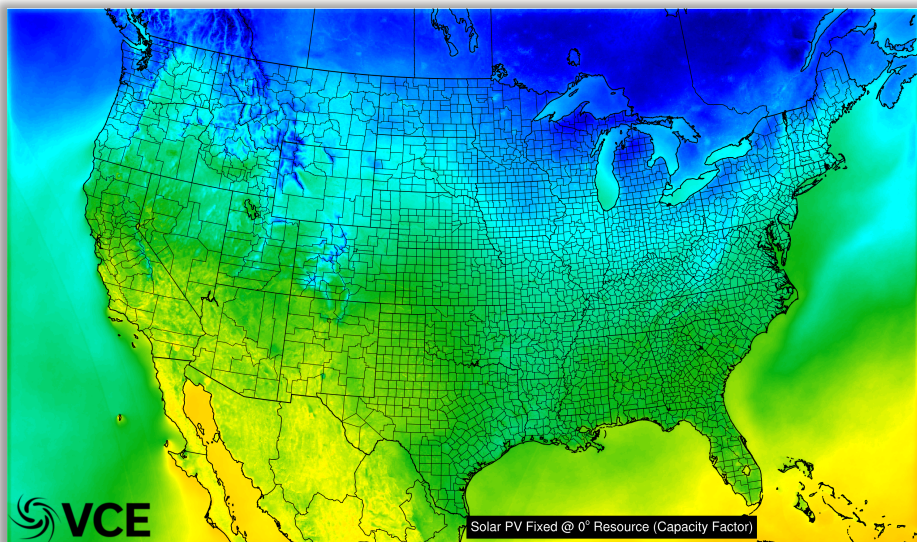 VCE
Solar PV Fixed @ 0° Resource (Capacity Factor)